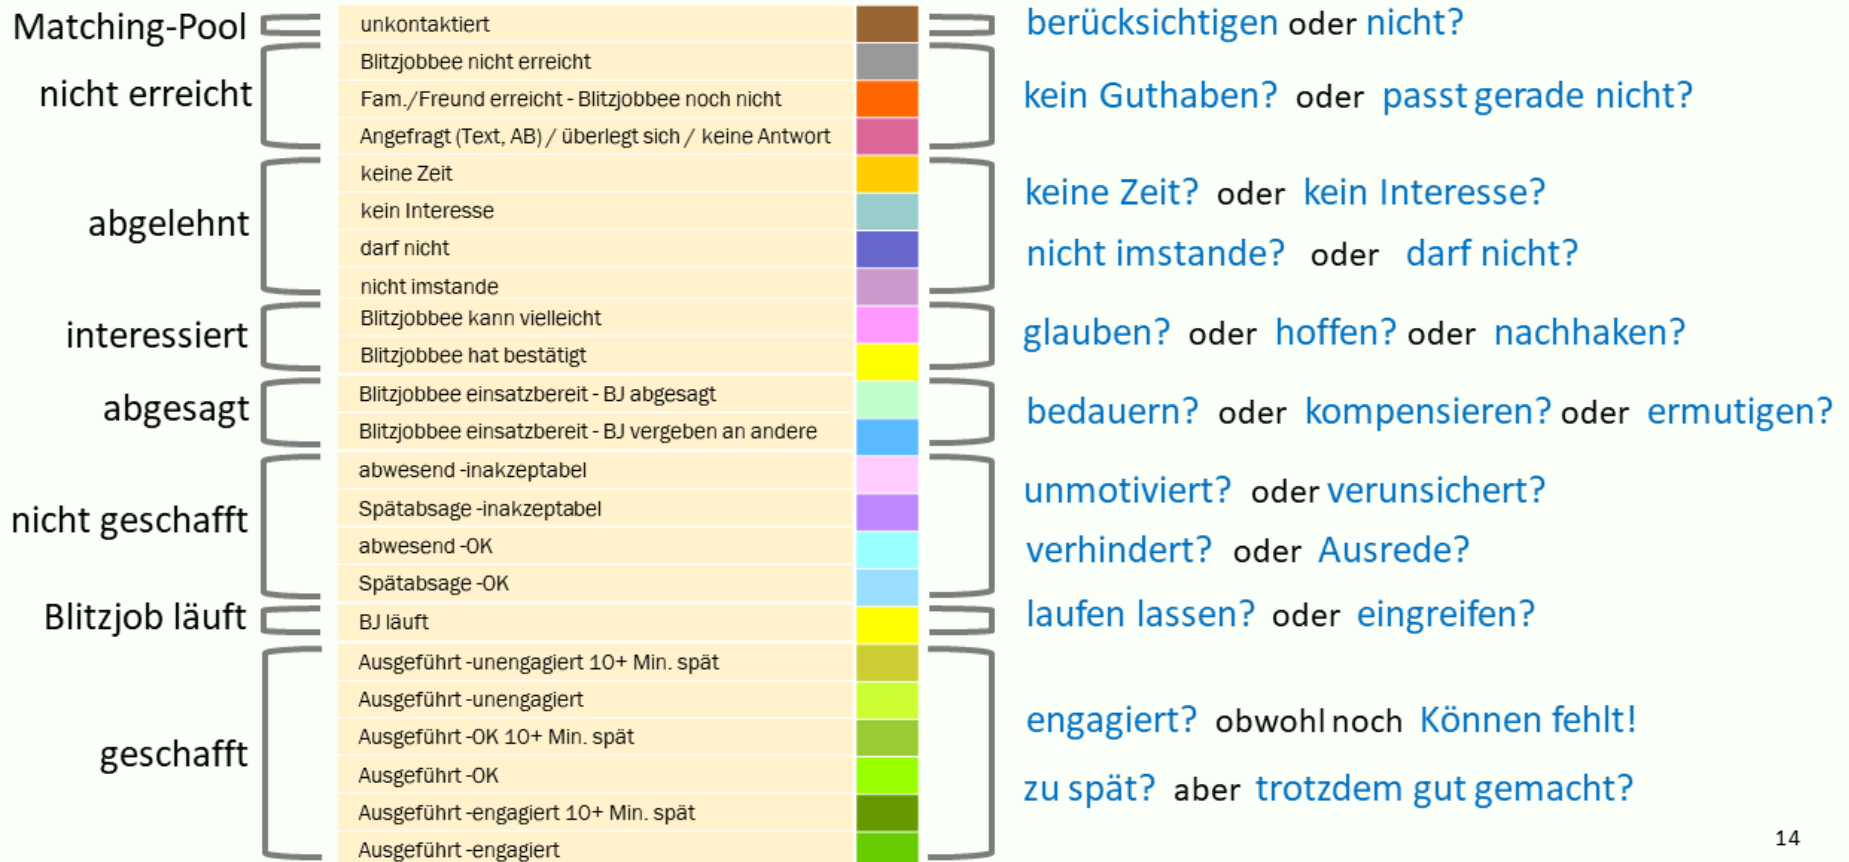 Matching-Pool
unkontaktiert
berücksichtigen oder nicht?
nicht erreicht
Blitzjobbee nicht erreicht
Fam./Freund erreicht - Blitzjobbee noch nicht
Angefragt (Text, AB) / überlegt sich / keine Antwort
kein Guthaben? oder passt gerade nicht?
abgelehnt
keine Zeit
kein Interesse
darf nicht
nicht imstande
keine Zeit? oder kein Interesse?
nicht imstande? oder darf nicht?
interessiert
Blitzjobbee kann vielleicht
Blitzjobbee hat bestätigt
glauben? oder hoffen? oder nachhaken?
abgesagt
Blitzjobbee einsatzbereit - BJ abgesagt
Blitzjobbee einsatzbereit - BJ vergeben an andere
bedauern? oder kompensieren? oder ermutigen?
nicht geschafft
abwesend -inakzeptabel
Spätabsage -inakzeptabel
abwesend -OK
Spätabsage -OK
unmotiviert? oder verunsichert?
verhindert? oder Ausrede?
Blitzjob läuft
BJ läuft
laufen lassen? oder eingreifen?
geschafft
Ausgeführt -unengagiert 10+ Min. spät
Ausgeführt -unengagiert
Ausgeführt -OK 10+ Min. spät
Ausgeführt -OK
Ausgeführt -engagiert 10+ Min. spät
Ausgeführt -engagiert
engagiert? obwohl noch Können fehlt!
zu spät? aber trotzdem gut gemacht?
14